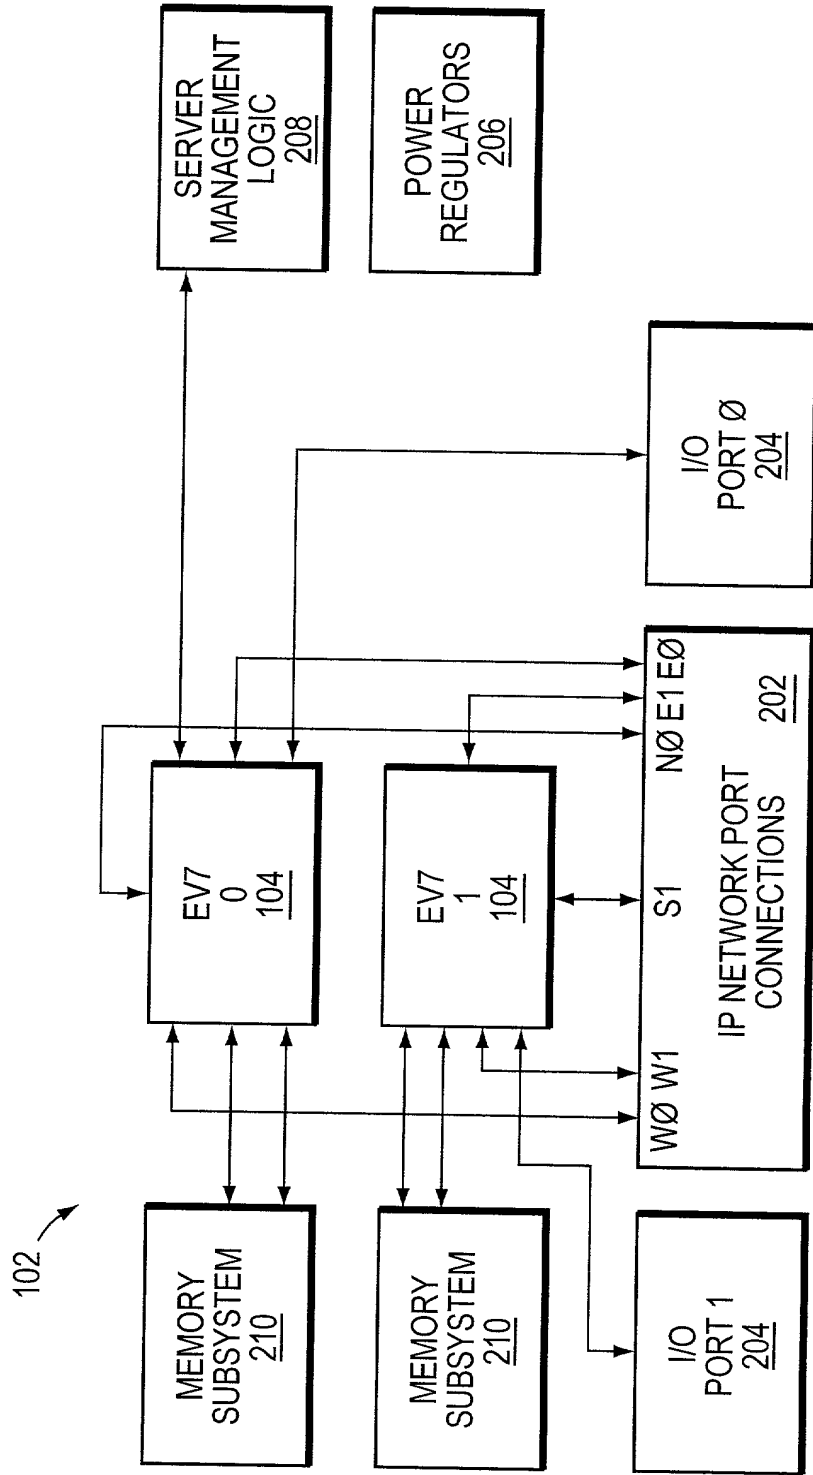 102
MEMORY
SUBSYSTEM
210
EV7
0
104
SERVER
MANAGEMENT
LOGIC
208
MEMORY
SUBSYSTEM
210
EV7
1
104
POWER
REGULATORS
206
I/O
PORT 1
204
WØ W1 S1 NØ E1 EØ
IP NETWORK PORT
CONNECTIONS
202
I/O
PORT Ø
204